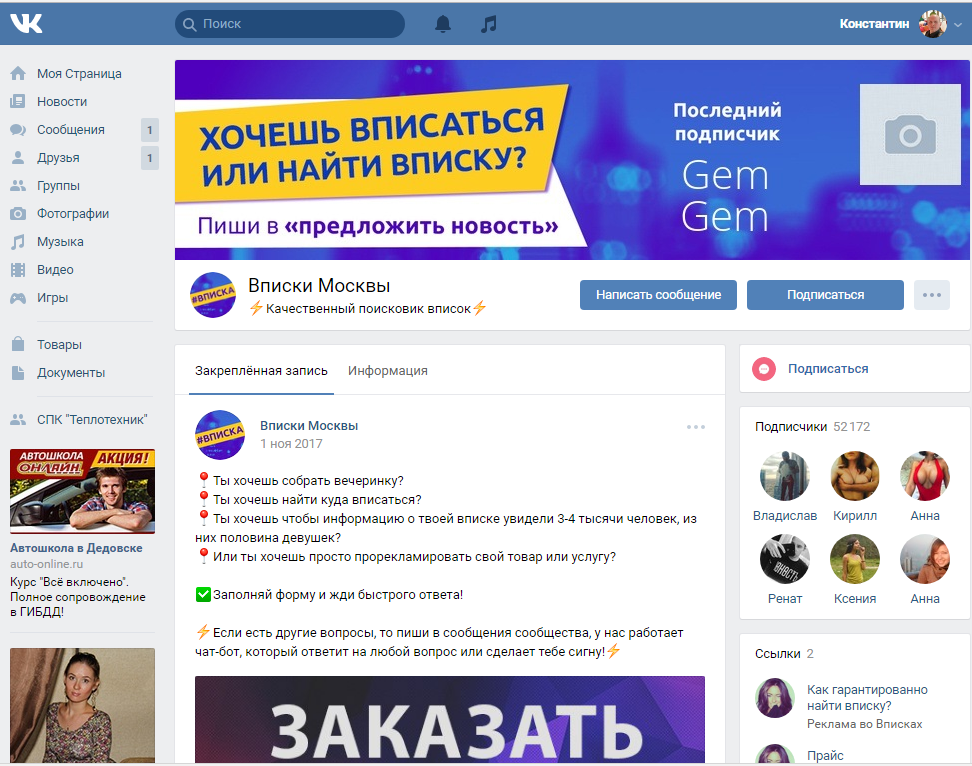 Поиск
Константин
Моя Страница
Новости
Сообщения 1
Друзья 1
Группы
Фотографии
Музыка
Видео
Игры
Товары
Документы
СПК "Теплотехник"
АВТОШКОЛА
ОНЛАЙН
АКЦИЯ!
Автошкола в Дедовске
auto-online.ru
Курс "Всё включено".
Полное сопровождение
в ГИБДД!
ХОЧЕШЬ ВПИСАТЬСЯ
ИЛИ НАЙТИ ВПИСКУ?
Пиши в «предложить новость»
Последний
подписчик
Gem
Gem
#ВПИСКА
Вписки Москвы
⚡Качественный поисковик вписок⚡
Написать сообщение
Подписаться
Закреплённая запись
Информация
#ВПИСКА
Вписки Москвы
1 ноя 2017
📍Ты хочешь собрать вечеринку?
📍Ты хочешь найти куда вписаться?
📍Ты хочешь чтобы информацию о твоей вписке увидели 3-4 тысячи человек, из
них половина девушек?
📍Или ты хочешь просто прорекламировать свой товар или услугу?
✅Заполняй форму и жди быстрого ответа!
⚡Если есть другие вопросы, то пиши в сообщения сообщества, у нас работает
чат-бот, который ответит на любой вопрос или сделает тебе сигну!⚡
ЗАКАЗАТЬ
Подписаться
Подписчики 52 172
Владислав
Кирилл
Анна
Ренат
Ксения
Анна
Ссылки 2
Как гарантированно
найти вписку?
Реклама во Вписках
Прайс